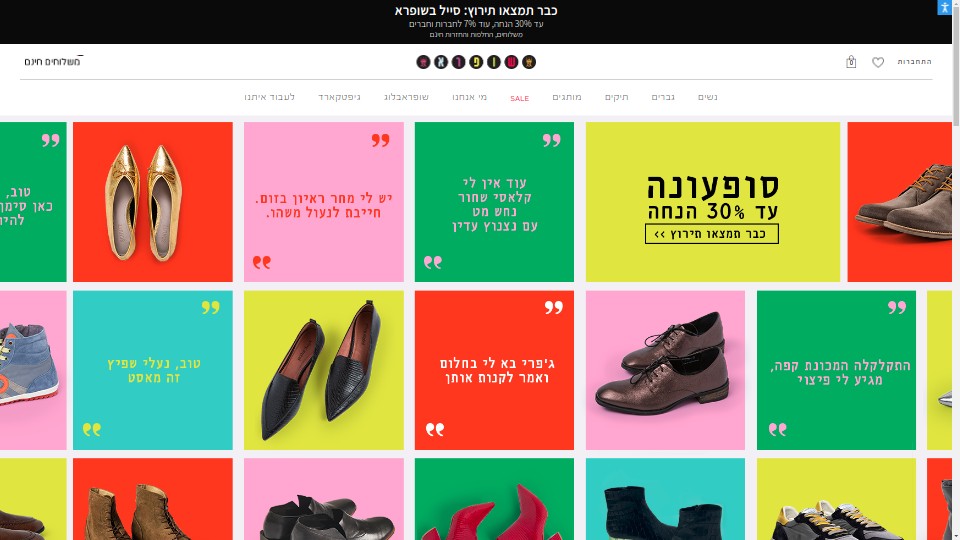 כבר תמצאו תירוץ: סייל בשופרא
עד 30% הנחה, עוד 7% לחברות וחברים
משלוחים, החלפות והחזרות חינם
התחברות
0
שופרא
משלוחים חינם
נשים
גברים
תיקים
מותגים
SALE
מי אנחנו
שופראבלוג
גיפטקארד
לעבוד איתנו
סופעונה
עד 30% הנחה
כבר תמצאו תירוץ >>
עוד אין לי
קלאסי שחור
נחש מט
עם נצנוץ עדין
יש לי מחר ראיון בזום.
חייבת לנעול משהו.
טוב,
כאן סימן
להיו
התקלקלה המכונת קפה,
מגיע לי פיצוי
ג'פרי בא לי בחלום
ואמר לקנות אותן
טוב, נעלי שפיץ
זה מאסט